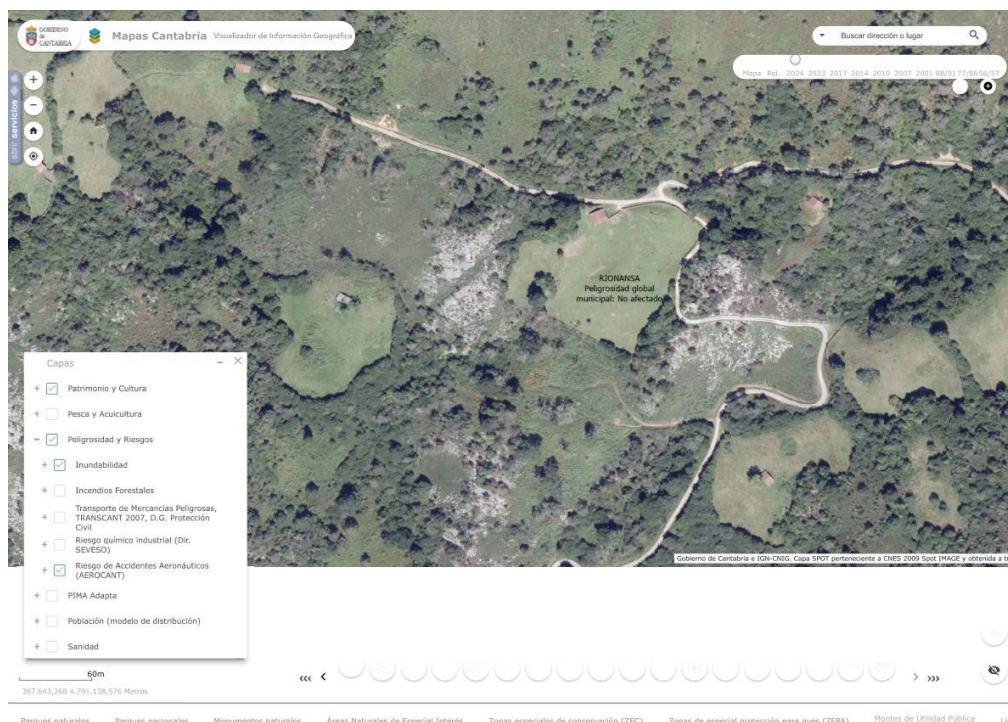 GOBIERNO
de
CANTABRIA
Mapas Cantabria Visualizador de Información Geográfica
Buscar dirección o lugar
Mapa Rel. 2024 2023 2017 2014 2010 2007 2001 88/91 77/86 56/57
abrir servicios
RIONANSA
Peligrosidad global
municipal: No afectado
Capas
Patrimonio y Cultura
Pesca y Acuicultura
Peligrosidad y Riesgos
Inundabilidad
Incendios Forestales
Transporte de Mercancías Peligrosas,
TRANSCANT 2007, D.G. Protección
Civil
Riesgo químico industrial (Dir.
SEVESO)
Riesgo de Accidentes Aeronáuticos
(AEROCANT)
PIMA Adapta
Población (modelo de distribución)
Sanidad
Gobierno de Cantabria e IGN-CNIG. Capa SPOT perteneciente a CNES 2009 Spot IMAGE y obtenida a tr
60m
387.643,268 4.791.138,576 Metros
Parques naturales Parques nacionales Monumentos naturales Áreas Naturales de Especial Interés Zonas especiales de conservación (ZEC) Zonas de especial protección para aves (ZEPA) Montes de Utilidad Pública